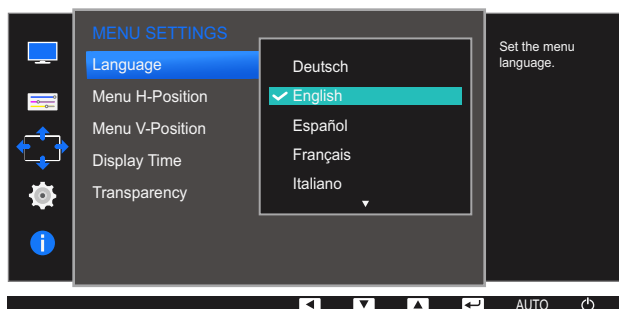 MENU SETTINGS
Language
Menu H-Position
Menu V-Position
Display Time
Transparency
Deutsch
English
Español
Français
Italiano
Set the menu
language.
AUTO